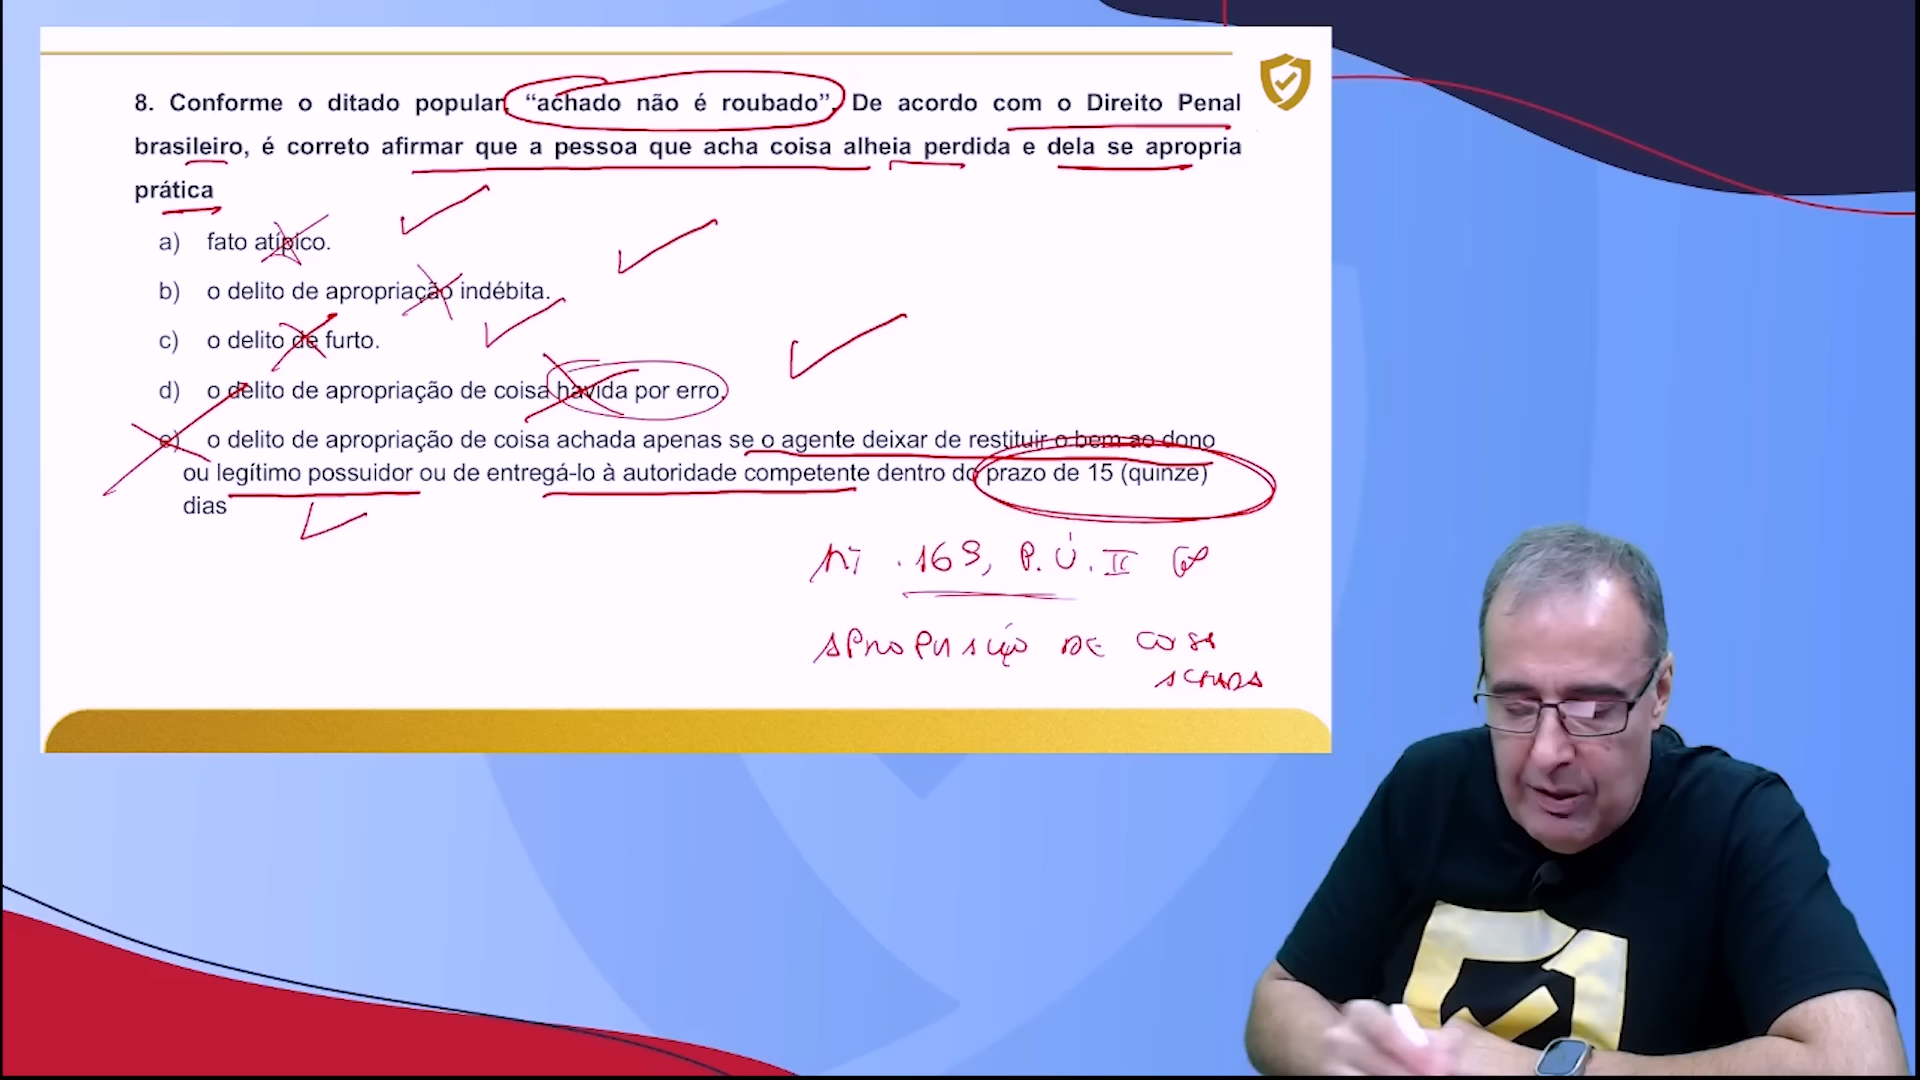 8. Conforme o ditado popular, “achado não é roubado”. De acordo com o Direito Penal
brasileiro, é correto afirmar que a pessoa que acha coisa alheia perdida e dela se apropria
prática
a) fato atípico.
b) o delito de apropriação indébita.
c) o delito de furto.
d) o delito de apropriação de coisa havida por erro.
e) o delito de apropriação de coisa achada apenas se o agente deixar de restituir o bem ao dono
ou legítimo possuidor ou de entregá-lo à autoridade competente dentro do prazo de 15 (quinze)
dias
Art. 169, P.Ú. II CP
APROPRIAÇÃO DE COISA
ACHADA